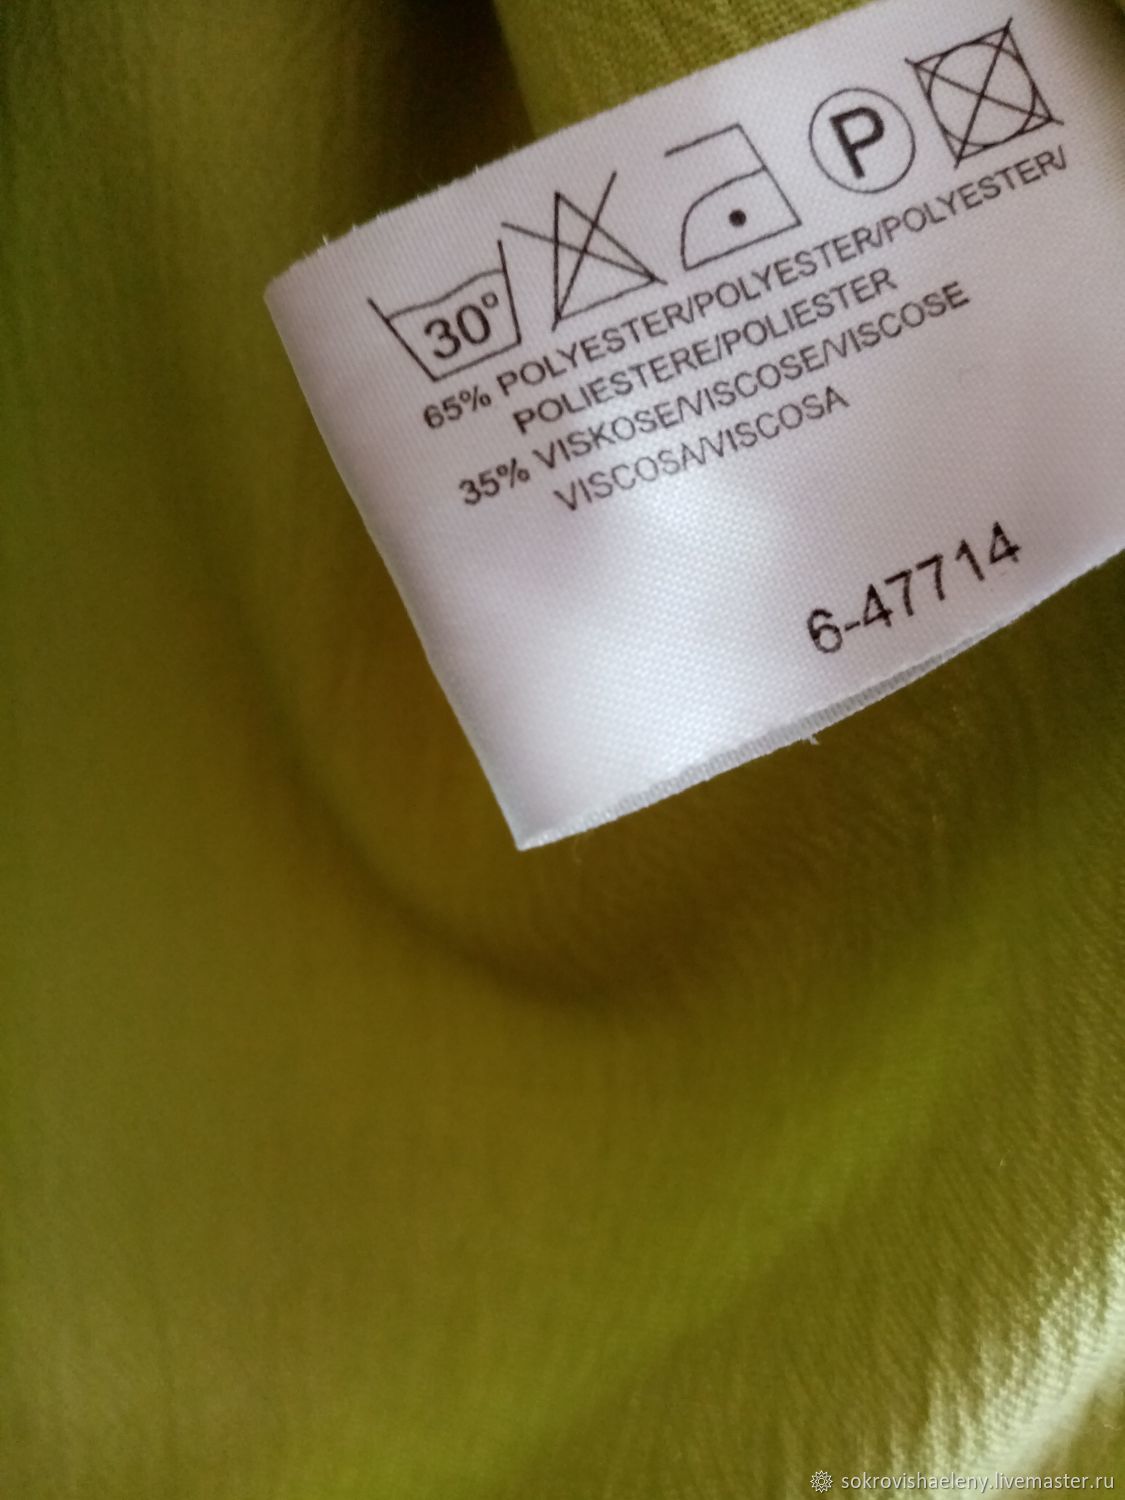 30°
P
65% POLYESTER/POLYESTER/POLYESTER/
POLIESTERE/POLIESTER
35% VISKOSE/VISCOSE/VISCOSE
VISCOSA/VISCOSA
6-47714
sokrovishaeleny.livemaster.ru